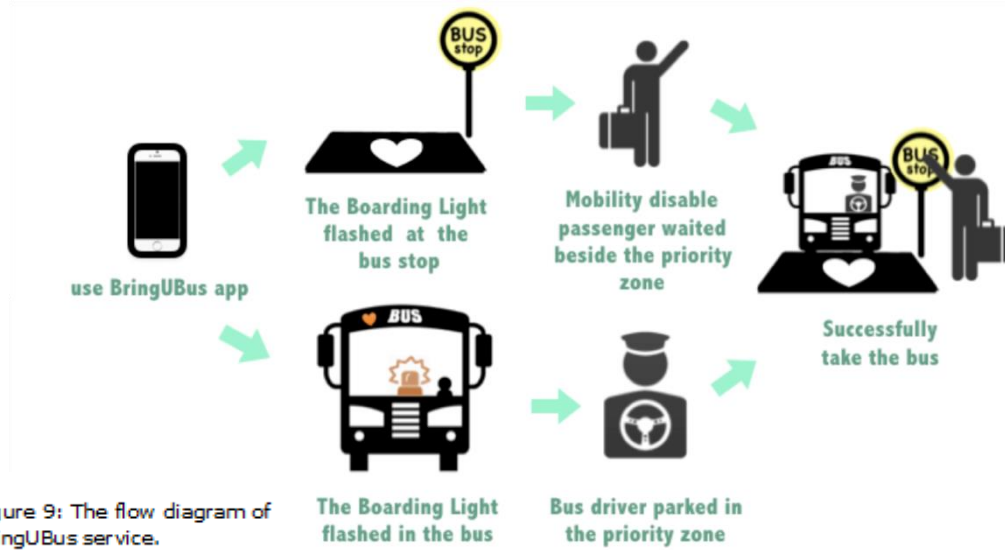 BUS
stop
The Boarding Light
flashed at the
bus stop
Mobility disable
passenger waited
beside the priority
zone
use BringUBus app
BUS
BUS
stop
Successfully
take the bus
BUS
The Boarding Light
flashed in the bus
Bus driver parked in
the priority zone
gure 9: The flow diagram of
ingUBus service.